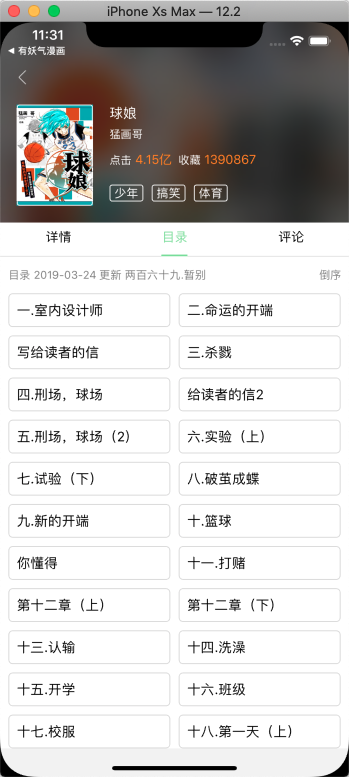 iPhone Xs Max — 12.2
11:31
有妖气漫画
猛画 哥
球娘
球娘
猛画哥
点击 4.15亿 收藏 1390867
少年 搞笑 体育
详情 目录 评论
目录 2019-03-24 更新 两百六十九.暂别 倒序
一.室内设计师 二.命运的开端
写给读者的信 三.杀戮
四.刑场，球场 给读者的信2
五.刑场，球场（2） 六.实验（上）
七.试验（下） 八.破茧成蝶
九.新的开端 十.篮球
你懂得 十一.打赌
第十二章（上） 第十二章（下）
十三.认输 十四.洗澡
十五.开学 十六.班级
十七.校服 十八.第一天（上）